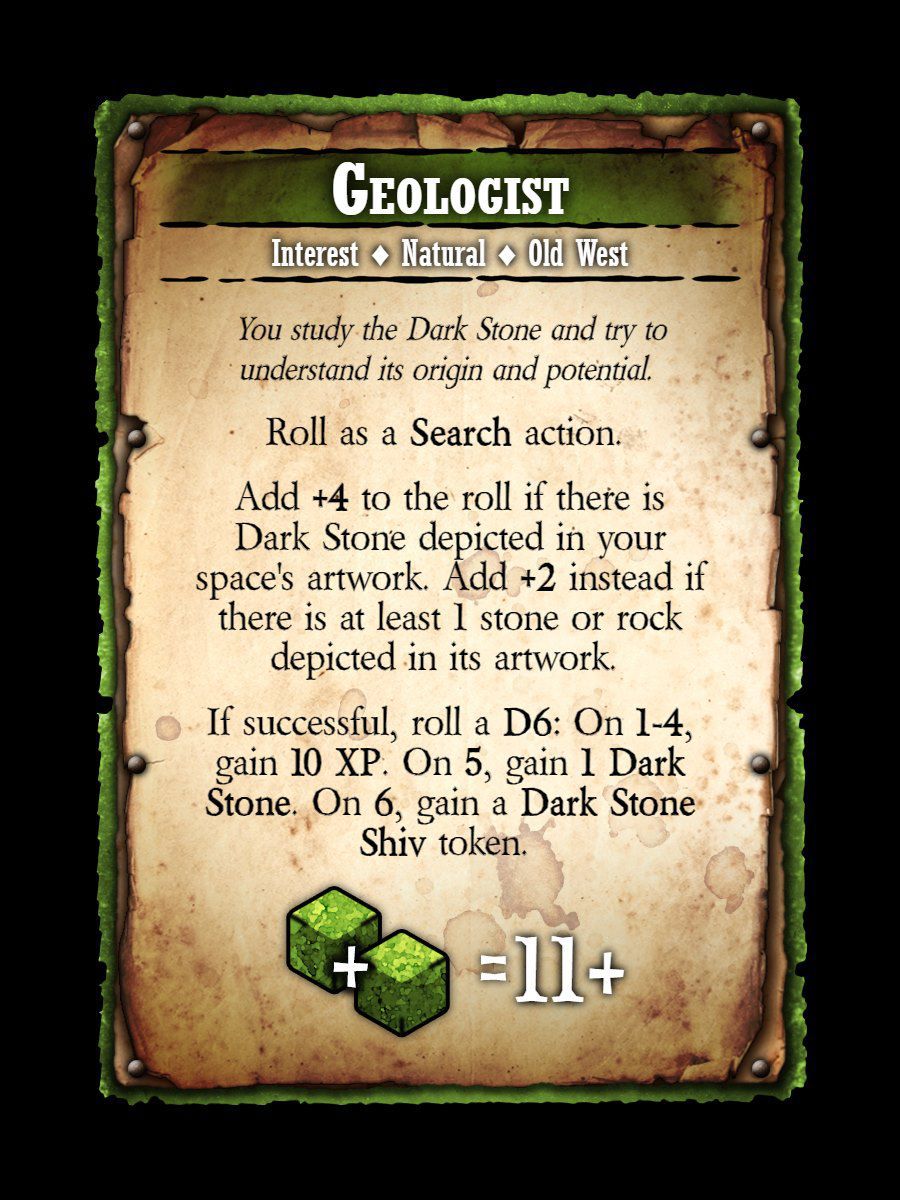 Geologist
Interest ♦ Natural ♦ Old West
You study the Dark Stone and try to
understand its origin and potential.
Roll as a Search action.
Add +4 to the roll if there is
Dark Stone depicted in your
space's artwork. Add +2 instead if
there is at least 1 stone or rock
depicted in its artwork.
If successful, roll a D6: On 1-4,
gain 10 XP. On 5, gain 1 Dark
Stone. On 6, gain a Dark Stone
Shiv token.
+ =11+